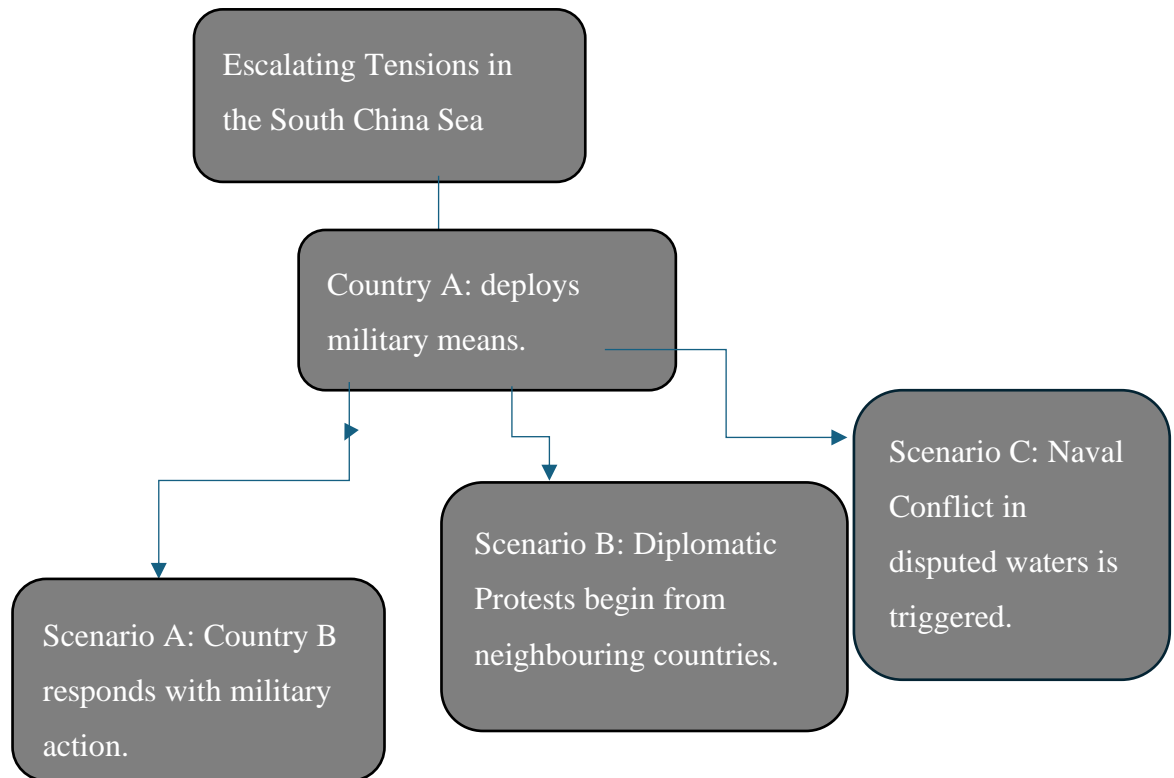 Escalating Tensions in
the South China Sea
Country A: deploys
military means.
Scenario A: Country B
responds with military
action.
Scenario B: Diplomatic
Protests begin from
neighbouring countries.
Scenario C: Naval
Conflict in
disputed waters is
triggered.